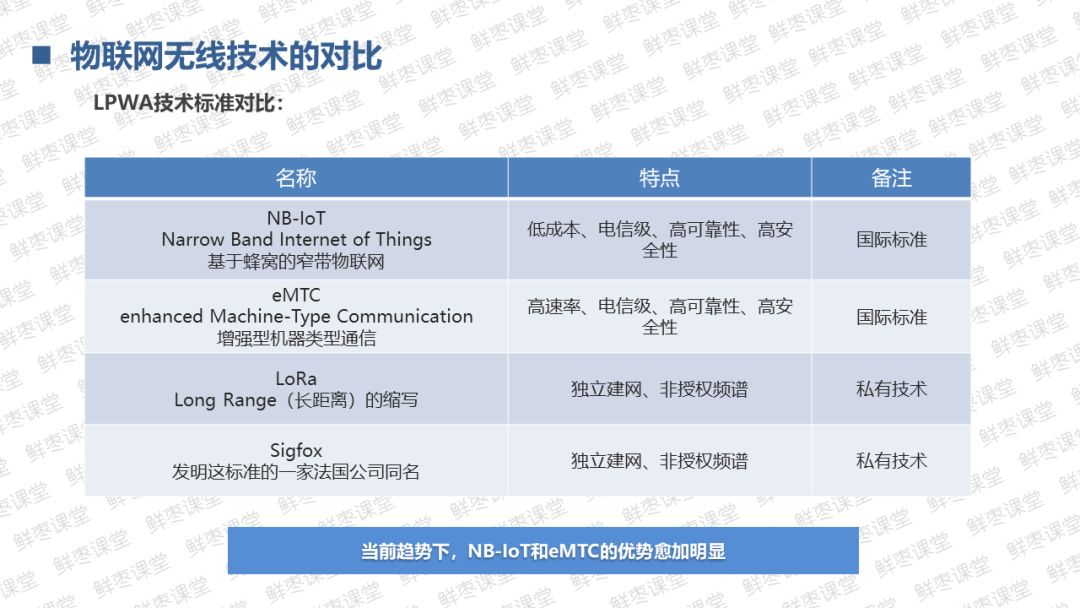 物联网无线技术的对比
LPWA技术标准对比：
名称 特点 备注
NB-IoT
Narrow Band Internet of Things
基于蜂窝的窄带物联网
低成本、电信级、高可靠性、高安
全性
国际标准
eMTC
enhanced Machine-Type Communication
增强型机器类型通信
高速率、电信级、高可靠性、高安
全性
国际标准
LoRa
Long Range（长距离）的缩写
独立建网、非授权频谱
私有技术
Sigfox
发明这标准的一家法国公司同名
独立建网、非授权频谱
私有技术
当前趋势下，NB-IoT和eMTC的优势愈加明显
鲜枣课堂